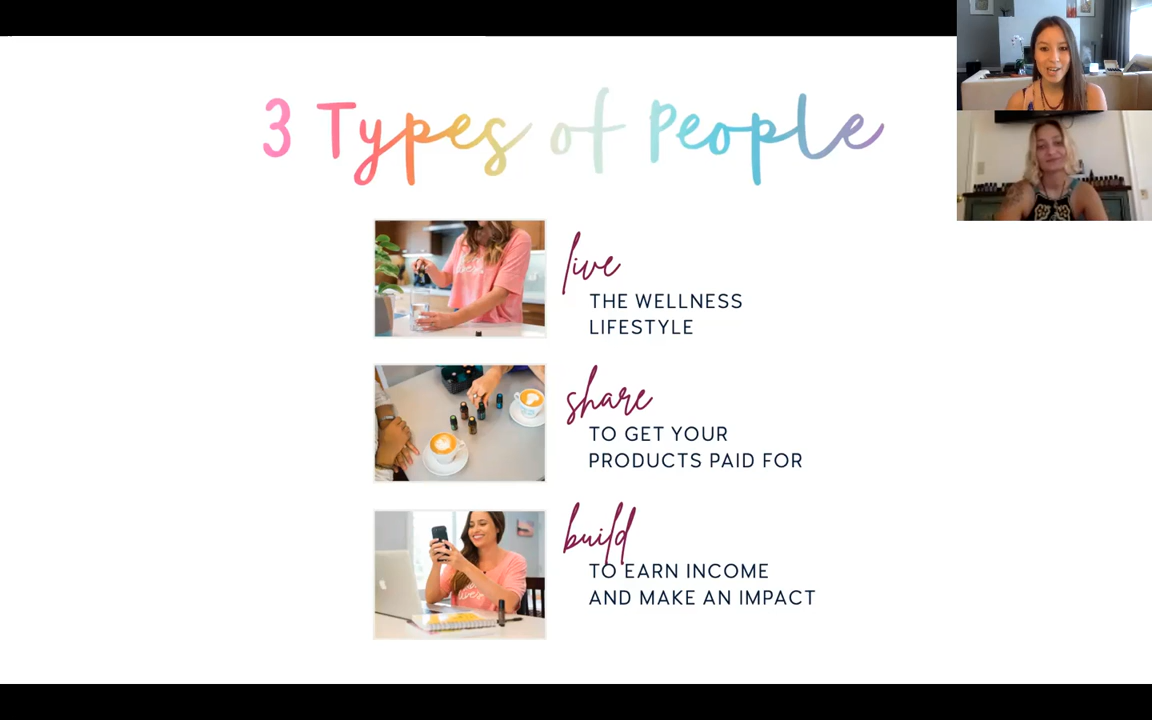 3 Types of People
live
THE WELLNESS
LIFESTYLE
share
TO GET YOUR
PRODUCTS PAID FOR
build
TO EARN INCOME
AND MAKE AN IMPACT